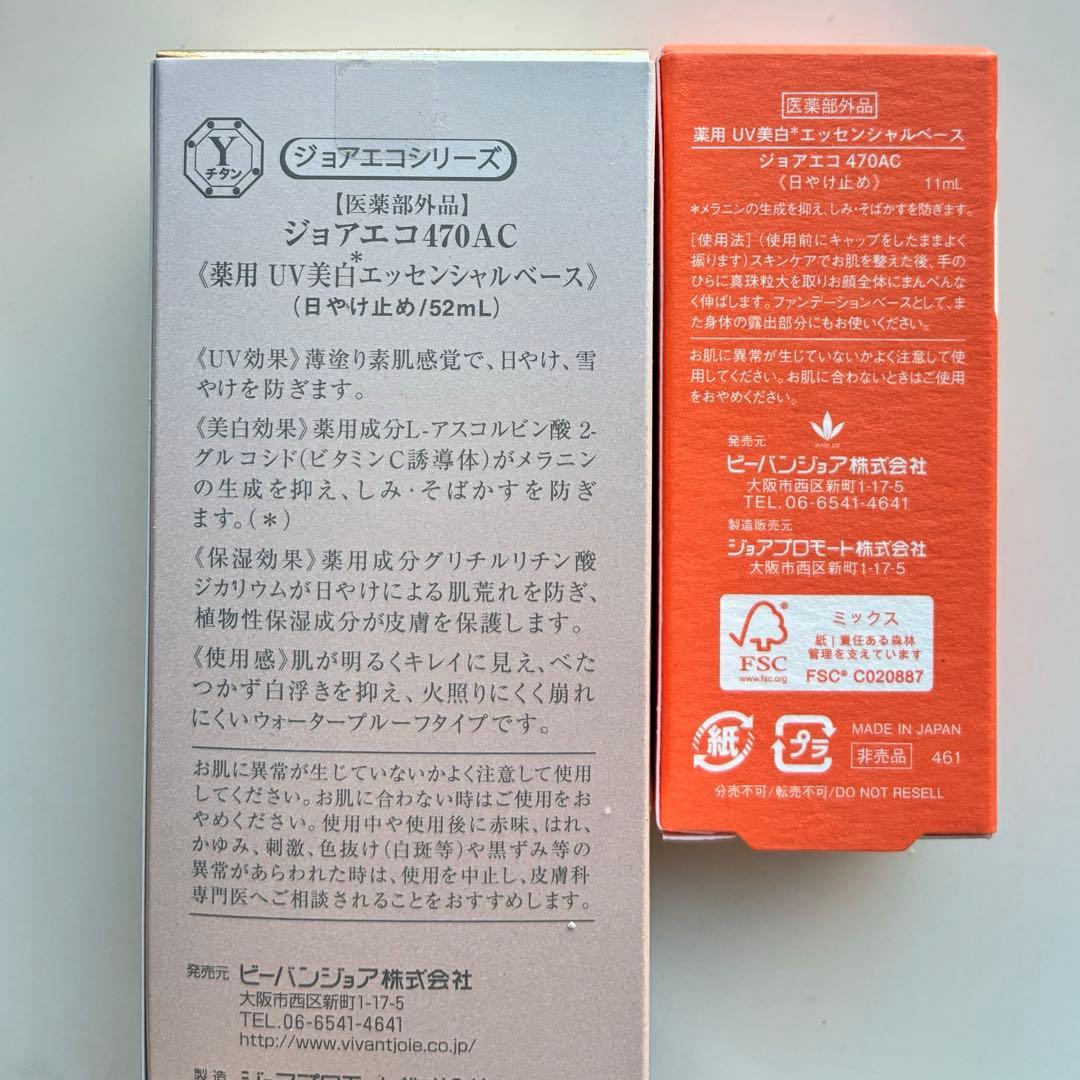 Y
チタン
ジョアエコシリーズ
【医薬部外品】
ジョアエコ470AC
《薬用 UV美白*エッセンシャルベース》
(日やけ止め/52mL)
《UV効果》薄塗り素肌感覚で、日やけ、雪
やけを防ぎます。
《美白効果》薬用成分L-アスコルビン酸 2-
グルコシド(ビタミンC誘導体)がメラニン
の生成を抑え、しみ・そばかすを防ぎ
ます。(*)
《保湿効果》薬用成分グリチルリチン酸
ジカリウムが日やけによる肌荒れを防ぎ、
植物性保湿成分が皮膚を保護します。
《使用感》肌が明るくキレイに見え、べた
つかず白浮きを抑え、火照りにくく崩れ
にくいウォータープルーフタイプです。
お肌に異常が生じていないかよく注意して使用
してください。お肌に合わない時はご使用をお
やめください。使用中や使用後に赤味、はれ、
かゆみ、刺激、色抜け(白斑等)や黒ずみ等の
異常があらわれた時は、使用を中止し、皮膚科
専門医へご相談されることをおすすめします。
発売元 ビーバンジョア株式会社
大阪市西区新町1-17-5
TEL.06-6541-4641
http://www.vivantjoie.co.jp/
製造 ジョアプロモート株式会社
医薬部外品
薬用 UV美白*エッセンシャルベース
ジョアエコ 470AC
《日やけ止め》 11mL
*メラニンの生成を抑え、しみ・そばかすを防ぎます。
[使用法](使用前にキャップをしたままよく
振ります)スキンケアでお肌を整えた後、手の
ひらに真珠粒大を取りお顔全体にまんべんな
く伸ばします。ファンデーションベースとして、ま
た身体の露出部分にもお使いください。
お肌に異常が生じていないかよく注意して使
用してください。お肌に合わないときはご使用
をおやめください。
発売元
ビーバンジョア株式会社
大阪市西区新町1-17-5
TEL.06-6541-4641
製造販売元
ジョアプロモート株式会社
大阪市西区新町1-17-5
FSC
www.fsc.org
ミックス
紙|責任ある森林
管理を支えています
FSC® C020887
紙
プラ
MADE IN JAPAN
非売品 461
分売不可/転売不可/DO NOT RESELL